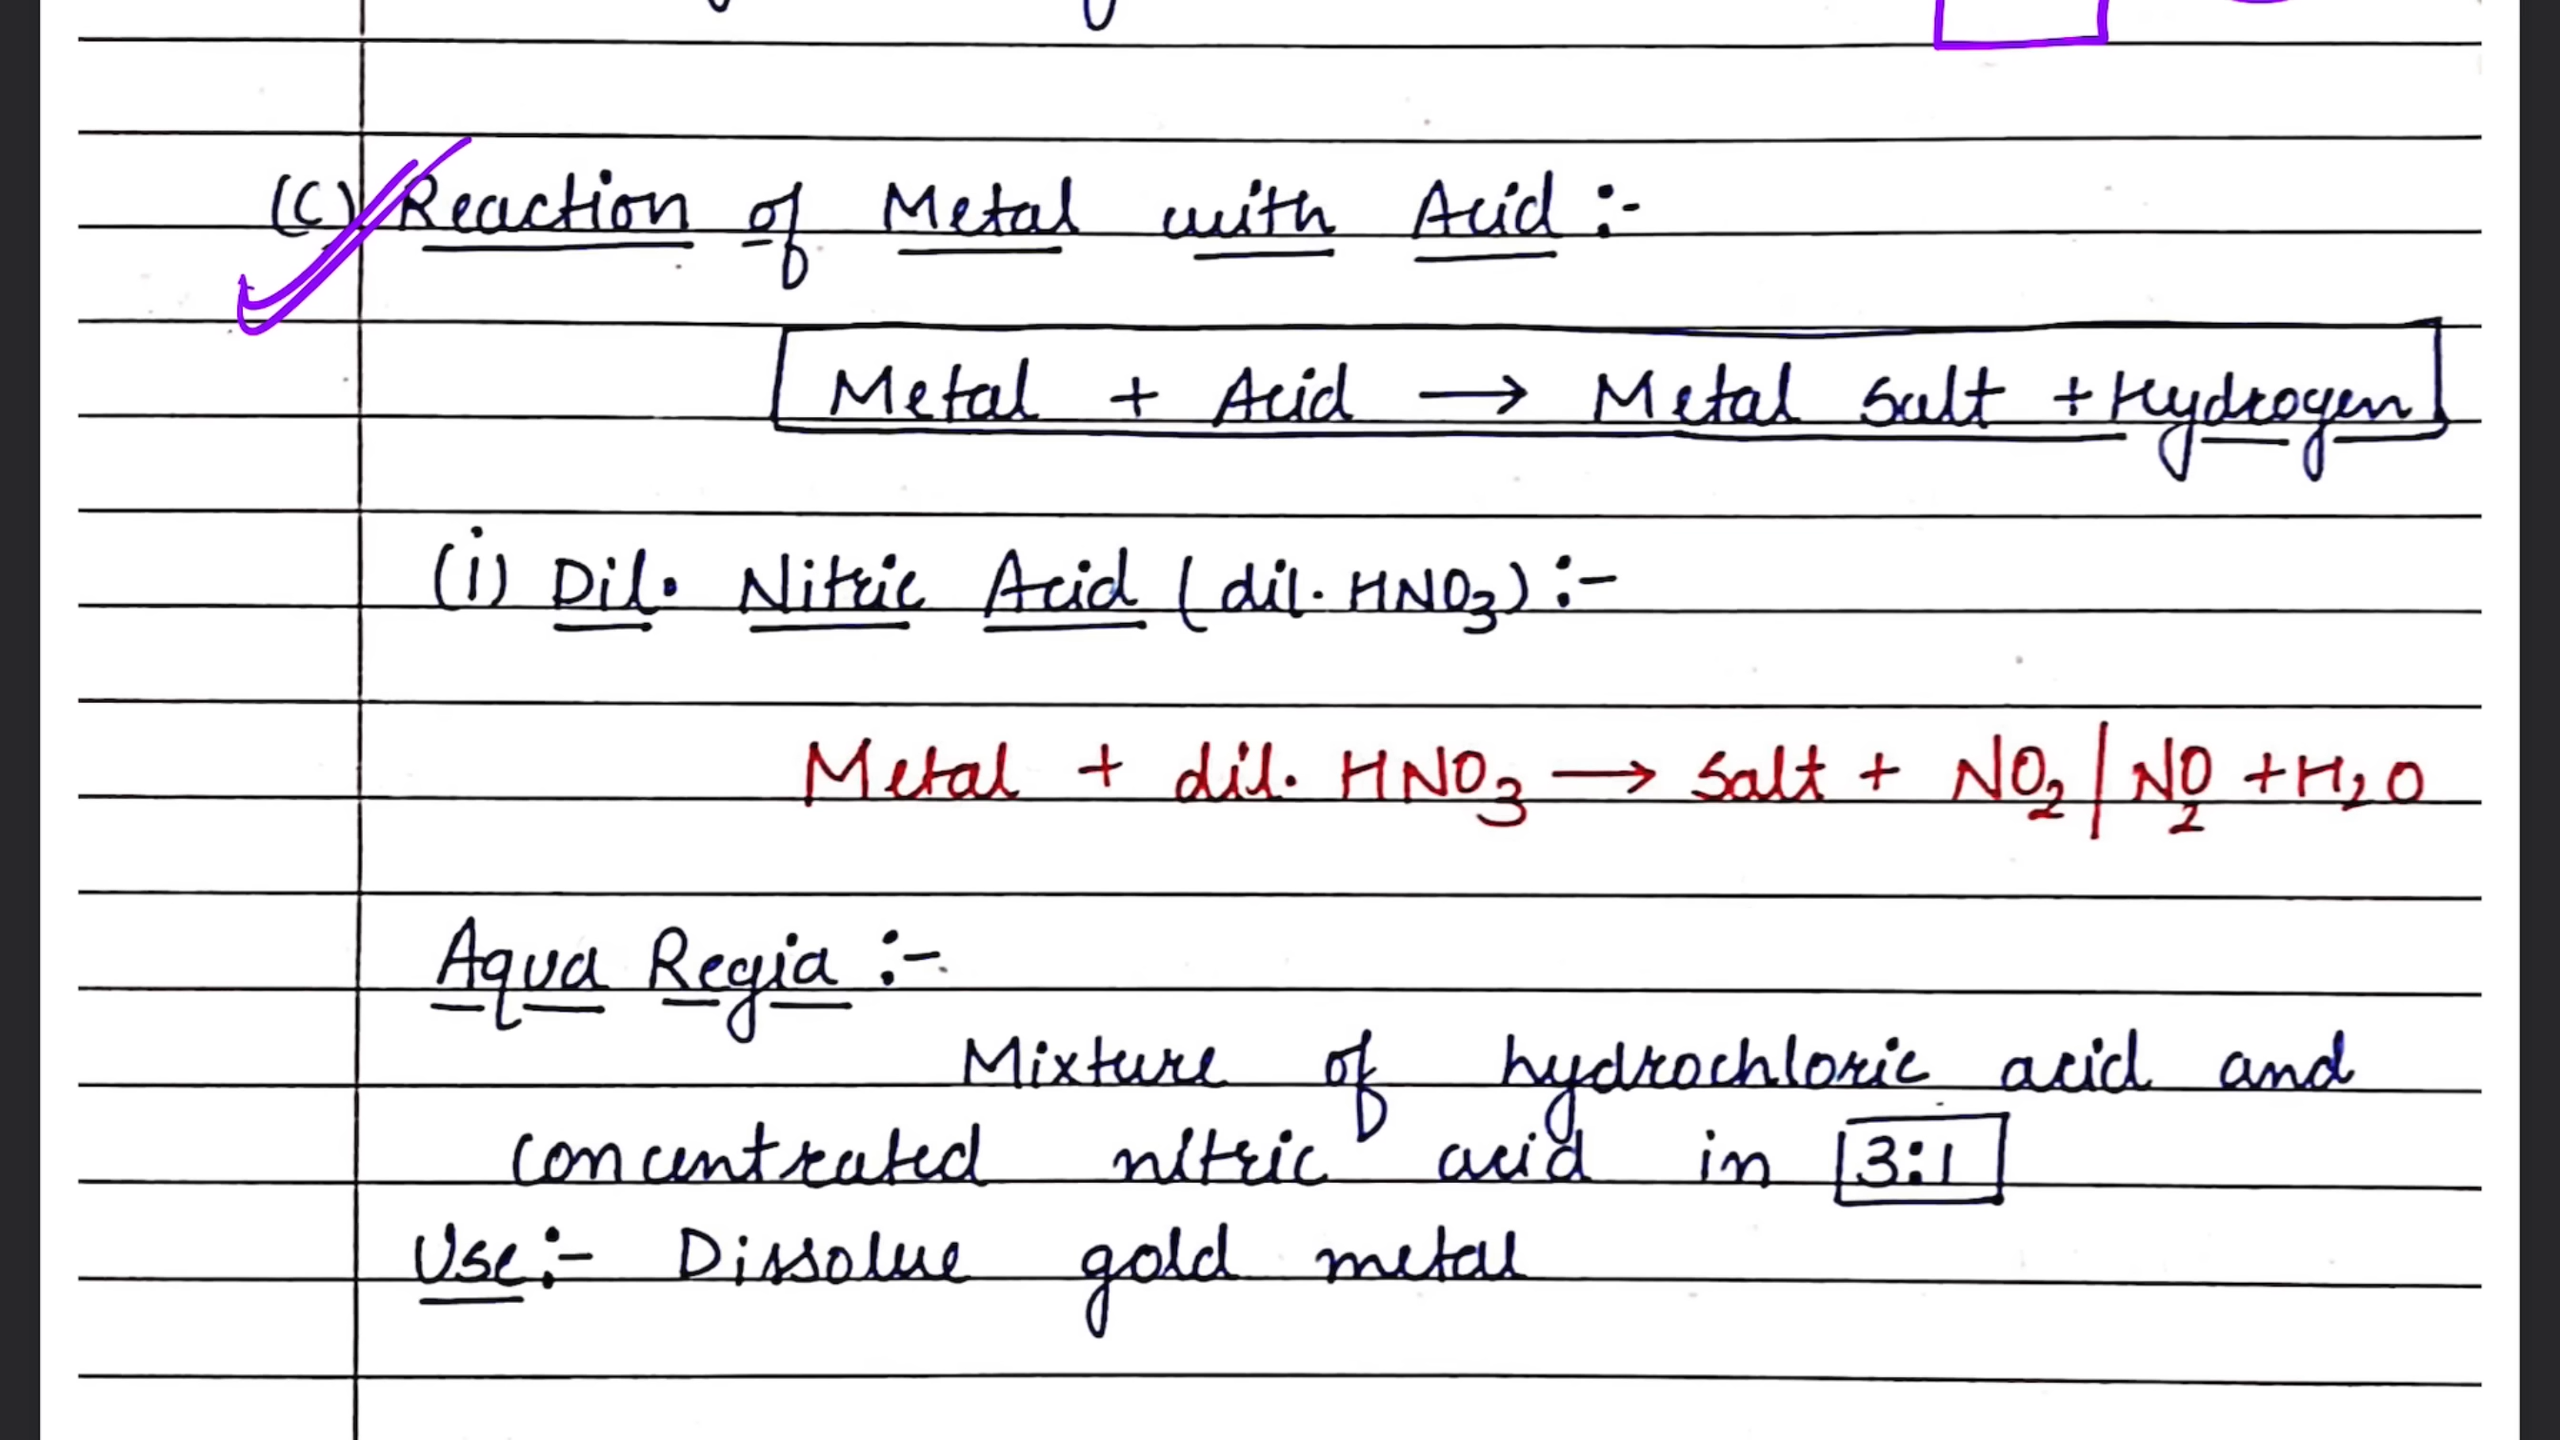 (C) Reaction of Metal with Acid :-
Metal + Acid → Metal Salt + Hydrogen
(i) Dil. Nitric Acid (dil. HNO₃) :-
Metal + dil. HNO₃ → Salt + NO₂ / N₂O + H₂O
Aqua Regia :-
Mixture of hydrochloric acid and
concentrated nitric acid in 3:1
Use :- Dissolve gold metal